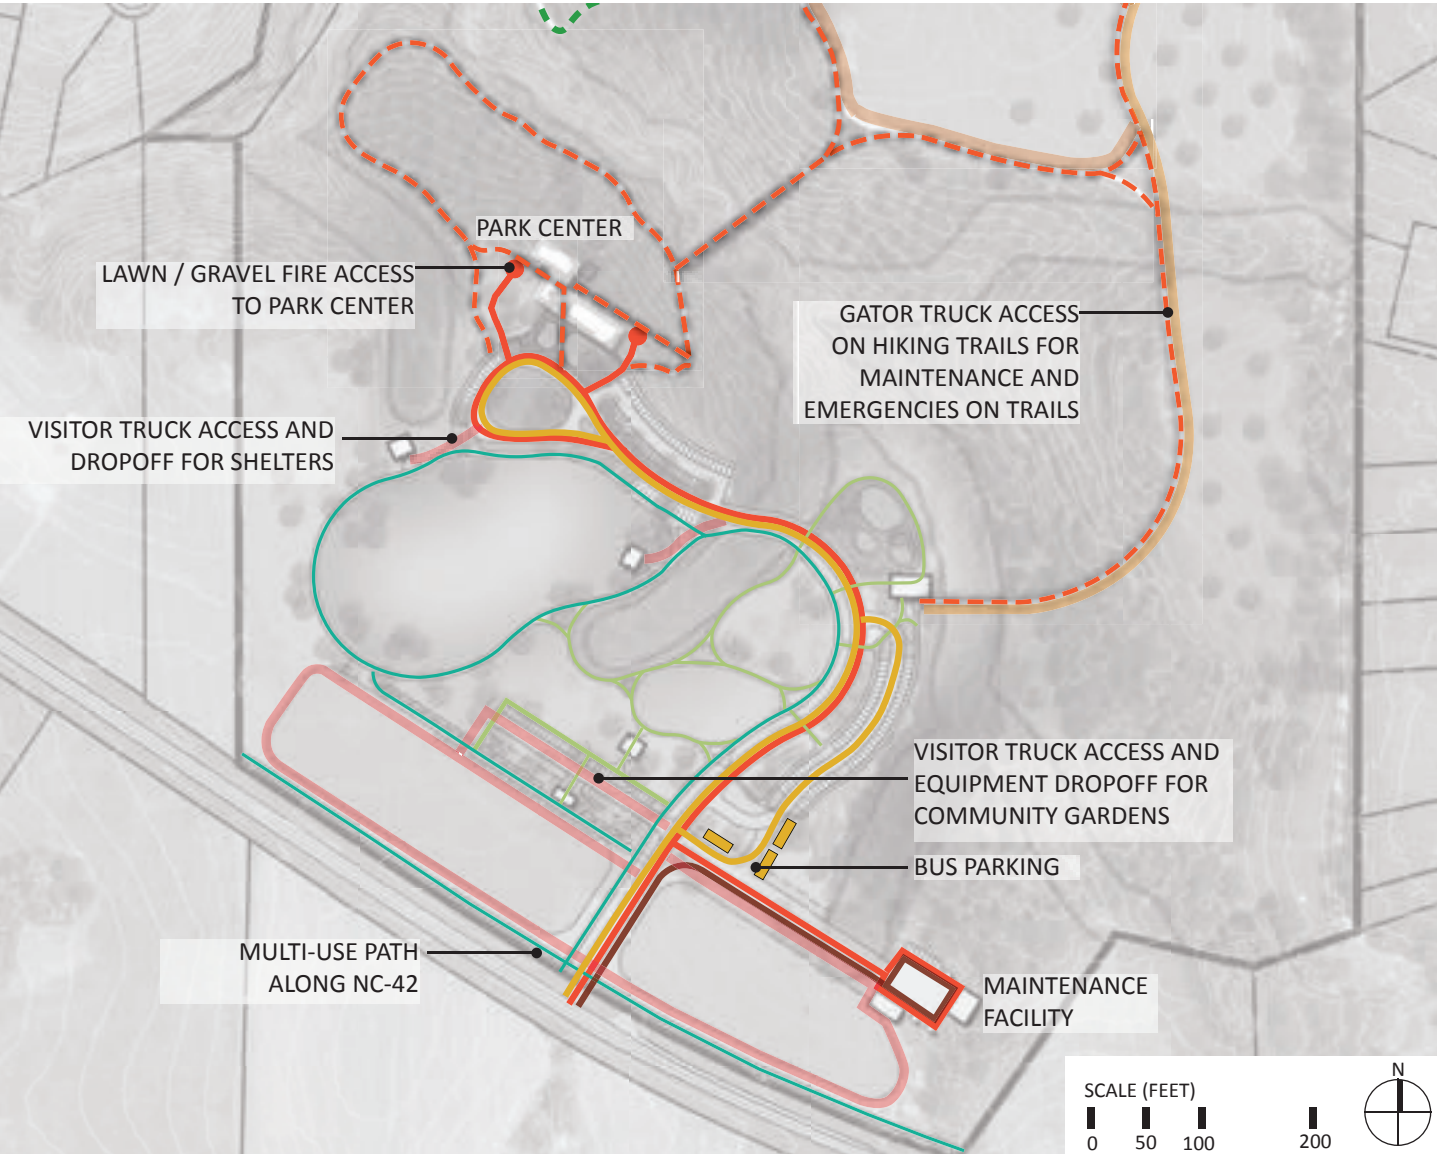 PARK CENTER
LAWN / GRAVEL FIRE ACCESS
TO PARK CENTER
GATOR TRUCK ACCESS
ON HIKING TRAILS FOR
MAINTENANCE AND
EMERGENCIES ON TRAILS
VISITOR TRUCK ACCESS AND
DROPOFF FOR SHELTERS
VISITOR TRUCK ACCESS AND
EQUIPMENT DROPOFF FOR
COMMUNITY GARDENS
BUS PARKING
MULTI-USE PATH
ALONG NC-42
MAINTENANCE
FACILITY
N
SCALE (FEET)
0 50 100 200